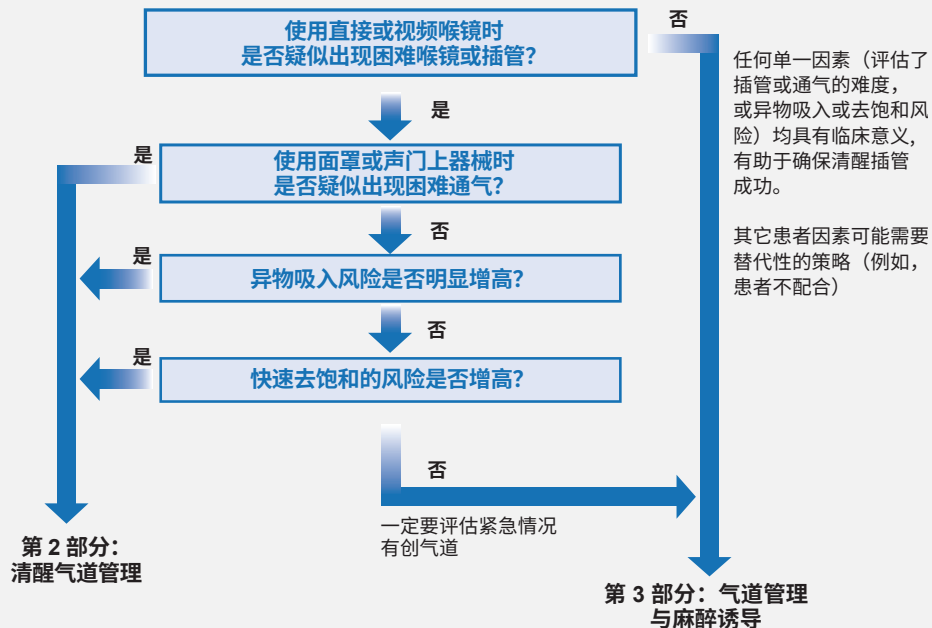 使用直接或视频喉镜时
是否疑似出现困难喉镜或插管？
否
任何单一因素（评估了
插管或通气的难度，
或异物吸入或去饱和风
险）均具有临床意义，
有助于确保清醒插管
成功。
其它患者因素可能需要
替代性的策略（例如，
患者不配合）
是
是
使用面罩或声门上器械时
是否疑似出现困难通气？
否
是
异物吸入风险是否明显增高？
否
是
快速去饱和的风险是否增高？
否
一定要评估紧急情况
有创气道
第 2 部分：
清醒气道管理
第 3 部分：气道管理
与麻醉诱导